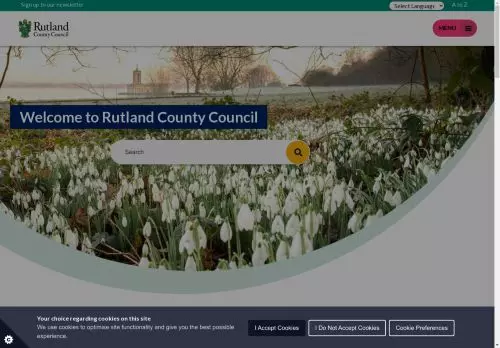 Sign up to our newsletter
Select Language
A to Z
Rutland
County Council
MENU
Welcome to Rutland County Council
Search
Your choice regarding cookies on this site
We use cookies to optimise site functionality and give you the best possible
experience.
I Accept Cookies
I Do Not Accept Cookies
Cookie Preferences